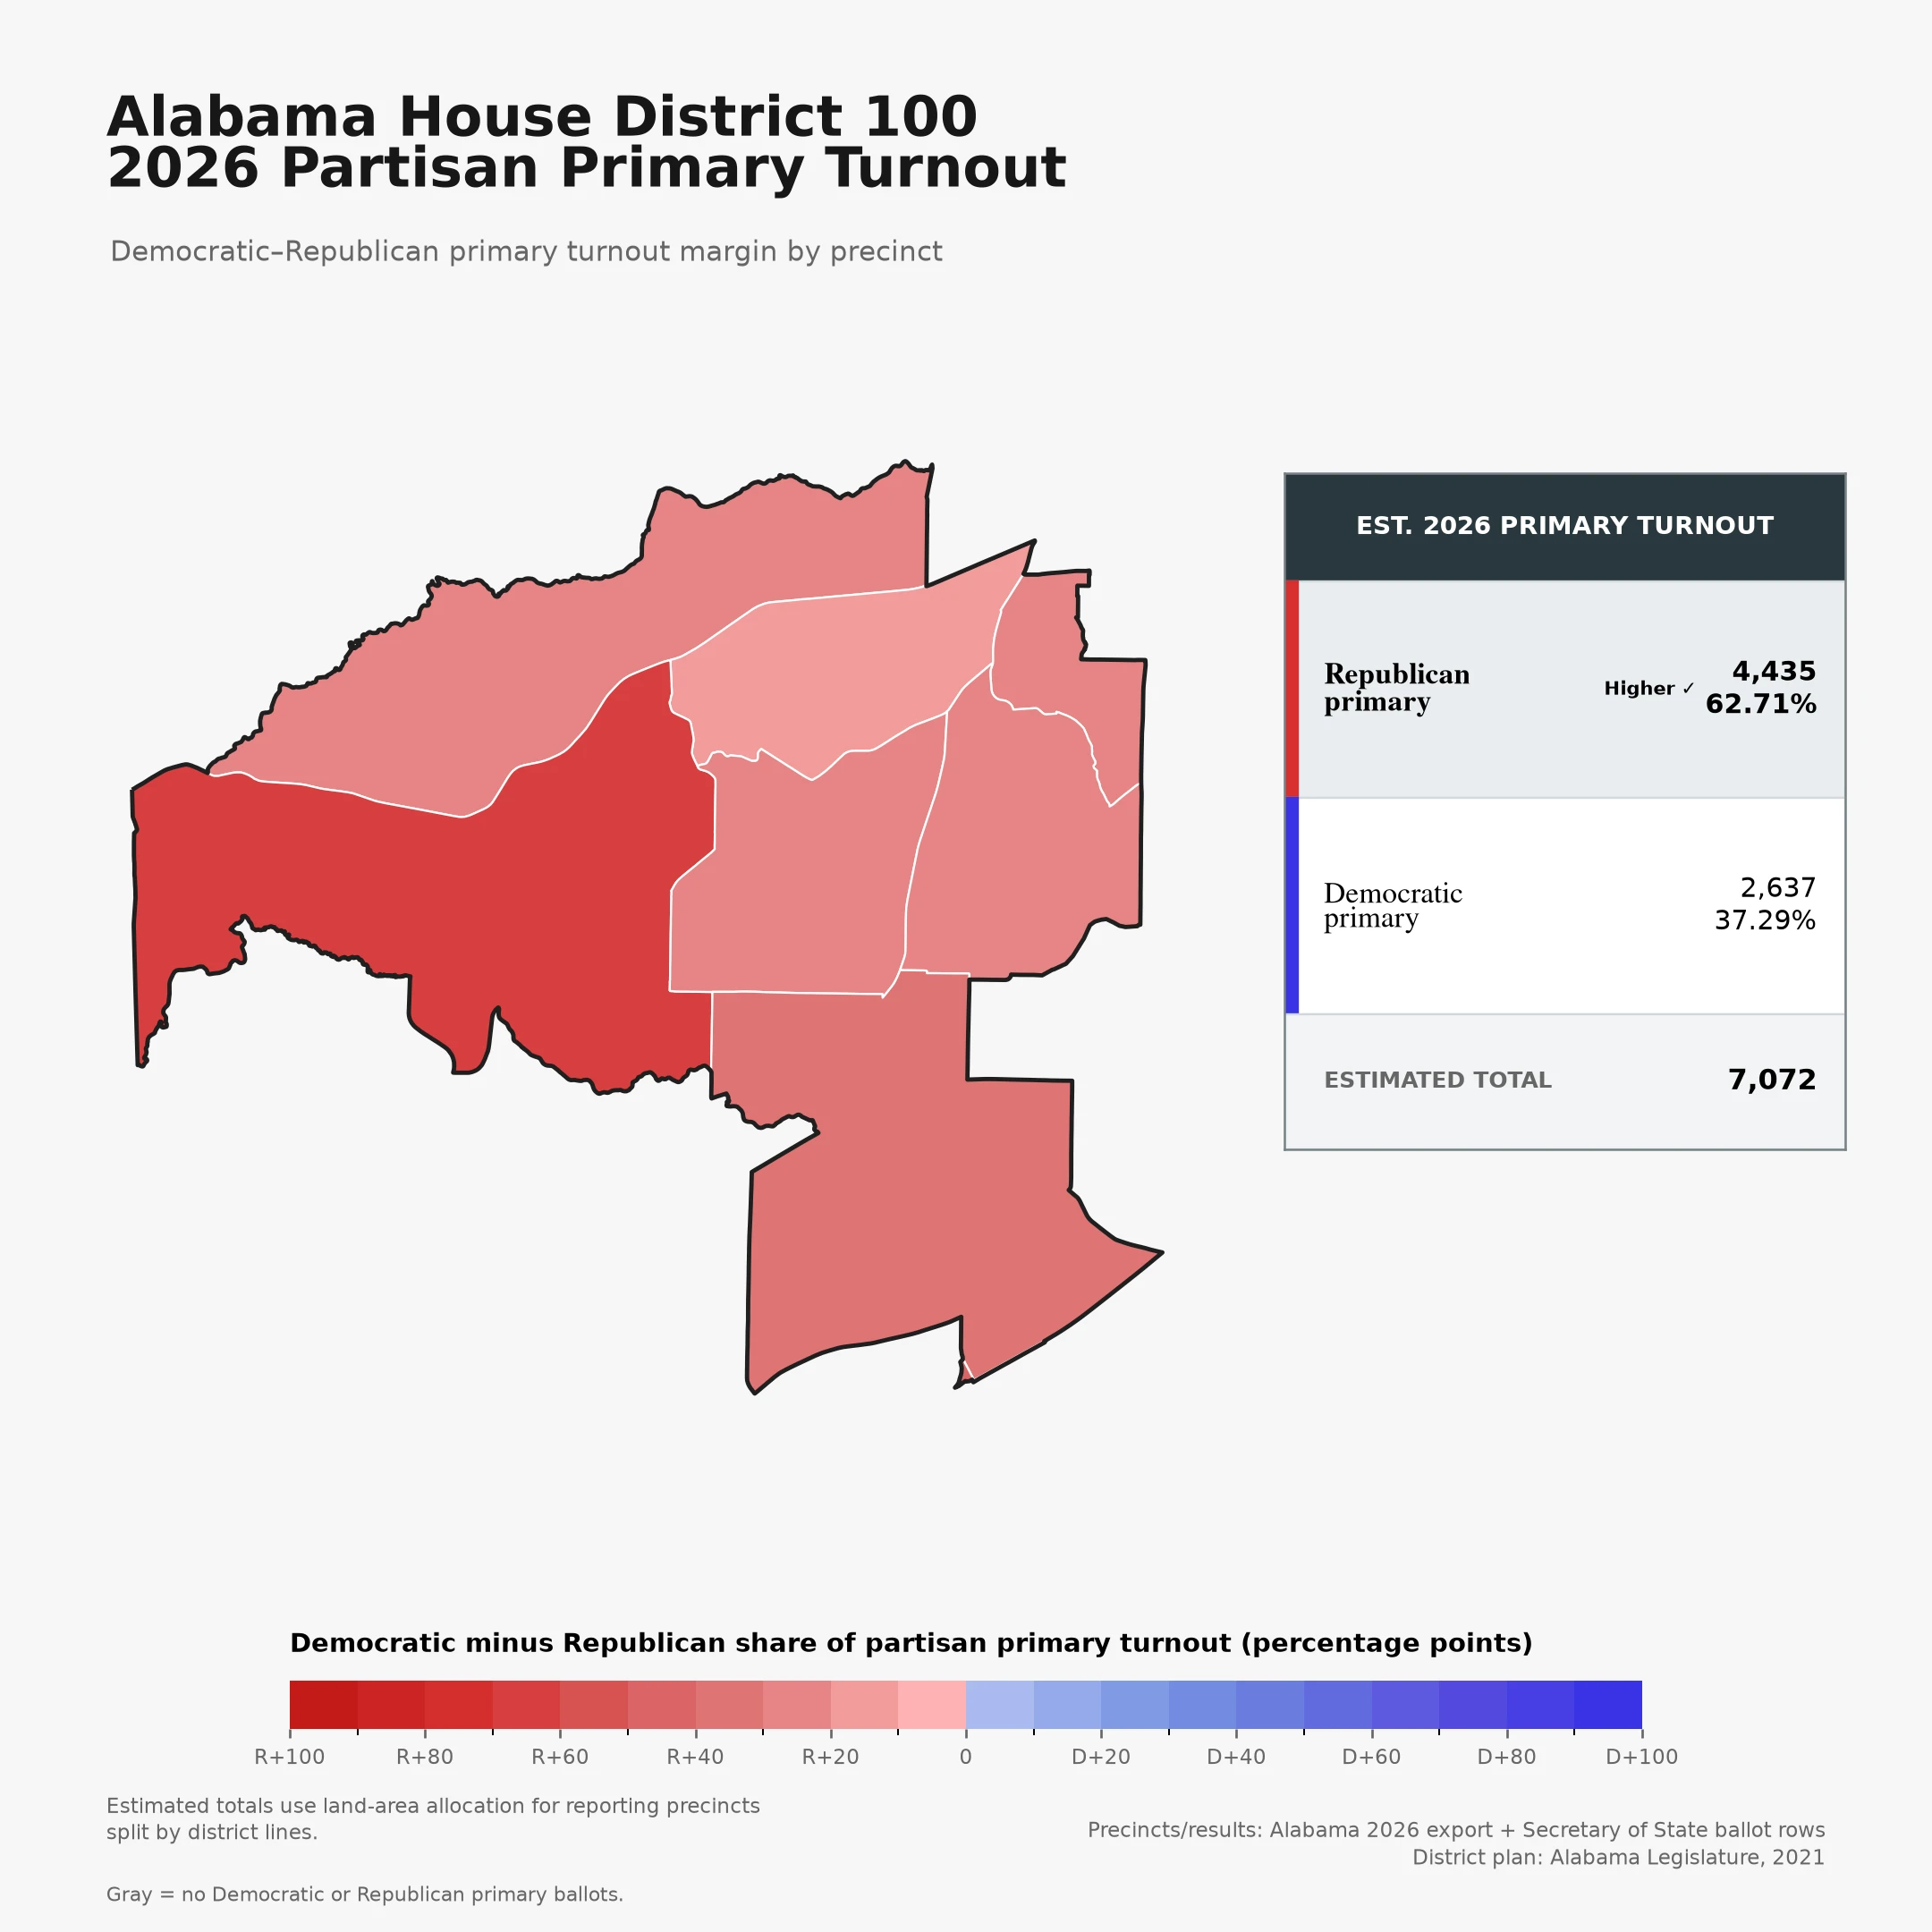 Alabama House District 100
2026 Partisan Primary Turnout
Democratic–Republican primary turnout margin by precinct
EST. 2026 PRIMARY TURNOUT
Republican
primary
Higher ✓
4,435
62.71%
Democratic
primary
2,637
37.29%
ESTIMATED TOTAL
7,072
Democratic minus Republican share of partisan primary turnout (percentage points)
R+100 R+80 R+60 R+40 R+20 0 D+20 D+40 D+60 D+80 D+100
Estimated totals use land-area allocation for reporting precincts
split by district lines.
Gray = no Democratic or Republican primary ballots.
Precincts/results: Alabama 2026 export + Secretary of State ballot rows
District plan: Alabama Legislature, 2021